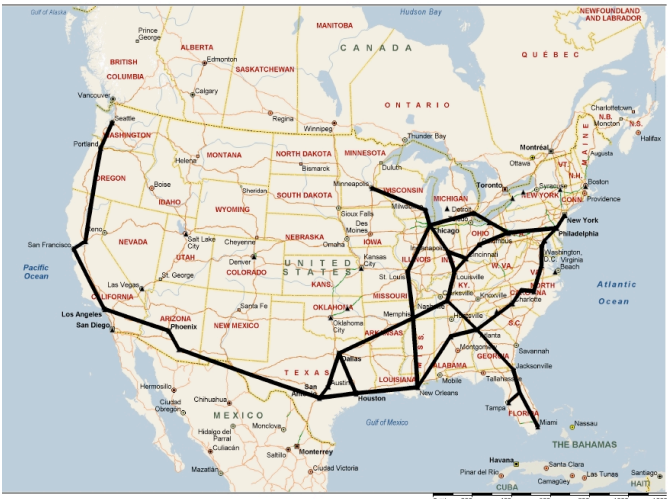 Gulf of Alaska
Hudson Bay
NEWFOUNDLAND
AND LABRADOR
Prince
George
MANITOBA
ALBERTA
CANADA
BRITISH
COLUMBIA
Edmonton
SASKATCHEWAN
QUÉBEC
Calgary
ONTARIO
Vancouver
Regina
Winnipeg
Charlottetown
N.B.
Moncton
N.S.
Halifax
Seattle
WASHINGTON
Thunder Bay
Montréal
Ottawa
MAINE
Augusta
Portland
Helena
MONTANA
NORTH DAKOTA
Bismarck
MINNESOTA
Duluth
VT.
N.H.
OREGON
Boise
IDAHO
Sheridan
SOUTH DAKOTA
Minneapolis
WISCONSIN
MICHIGAN
Toronto
Syracuse
NEW YORK
Boston
Providence
CONN.
WYOMING
Sioux Falls
Milw
Detroit
New York
Philadelphia
Reno
NEVADA
Salt Lake
City
Cheyenne
NEBRASKA
Omaha
Des
Moines
IOWA
Chicago
OHIO
San Francisco
UTAH
Denver
COLORADO
UNITED
STATES
Kansas
City
ILLINOIS
IN
Cincinnati
W. VA.
Washington,
D.C.
Virginia
Beach
Pacific
Ocean
Las Vegas
St. George
KANS.
St. Louis
MISSOURI
Louisville
KY.
Atlantic
Ocean
CALIFORNIA
Santa Fe
OKLAHOMA
Oklahoma
City
Knoxville
NORTH
Charlotte
Los Angeles
San Diego
ARIZONA
Phoenix
NEW MEXICO
ARKANSAS
Memphis
Huntsville
S.C.
Dallas
MISS.
ALABAMA
Montgomery
GEORGIA
Savannah
TEXAS
Austin
San
LOUISIANA
Mobile
Tallahassee
Jacksonville
Houston
New Orleans
Hermosillo
Chihuahua
Ciudad
Obregón
MEXICO
Gulf of Mexico
Tampa
FLORIDA
Miami
Nassau
Hidalgo del
Parral
Monclova
Culiacán
Monterrey
THE BAHAMAS
Saltillo
Mazatlán
Ciudad Victoria
Havana
Pinar del Río
Santa Clara
Camagüey
Las Tunas
Santiago
CUBA
HAITI